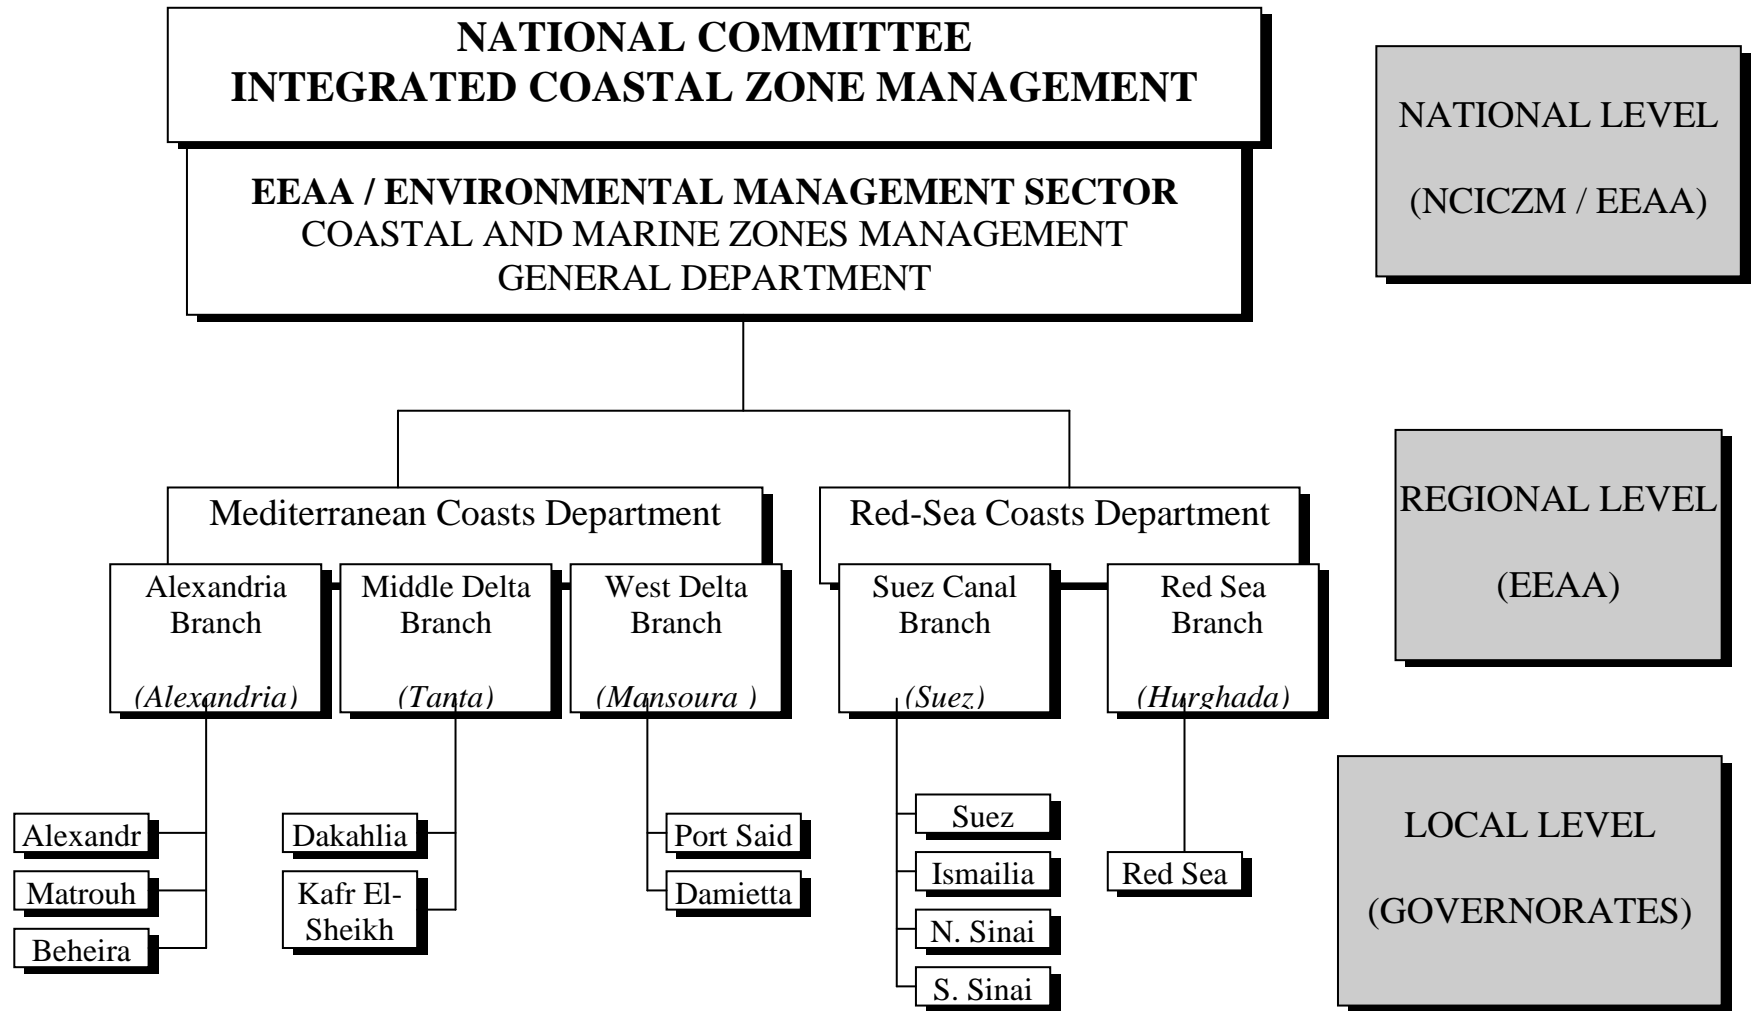 NATIONAL COMMITTEE
INTEGRATED COASTAL ZONE MANAGEMENT
EEAA / ENVIRONMENTAL MANAGEMENT SECTOR
COASTAL AND MARINE ZONES MANAGEMENT
GENERAL DEPARTMENT
NATIONAL LEVEL
(NCICZM / EEAA)
Mediterranean Coasts Department
Alexandria
Branch
(Alexandria)
Middle Delta
Branch
(Tanta)
West Delta
Branch
(Mansoura )
Red-Sea Coasts Department
Suez Canal
Branch
(Suez)
Red Sea
Branch
(Hurghada)
REGIONAL LEVEL
(EEAA)
Alexandr
Matrouh
Beheira
Dakahlia
Kafr El-
Sheikh
Port Said
Damietta
Suez
Ismailia
N. Sinai
S. Sinai
Red Sea
LOCAL LEVEL
(GOVERNORATES)